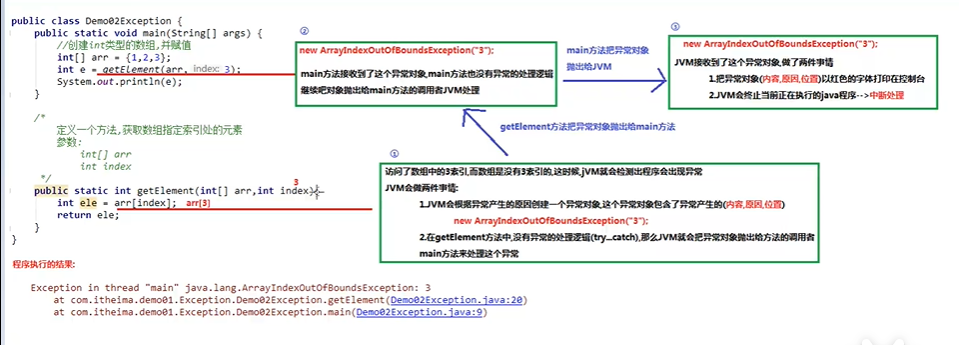 public class Demo02Exception {
public static void main(String[] args) {
//创建int类型的数组,并赋值
int[] arr = {1,2,3};
int e = getElement(arr, index: 3);
System.out.println(e);
}
/*
定义一个方法,获取数组指定索引处的元素
参数:
int[] arr
int index
*/
3
public static int getElement(int[] arr,int index){
int ele = arr[index]; arr[3]
return ele;
}
}
②
new ArrayIndexOutOfBoundsException("3");
main方法接收到了这个异常对象,main方法也没有异常的处理逻辑
继续吧对象抛出给main方法的调用者JVM处理
main方法把异常对象
抛出给JVM
③
new ArrayIndexOutOfBoundsException("3");
JVM接收到了这个异常对象,做了两件事情
1.把异常对象(内容,原因,位置)以红色的字体打印在控制台
2.JVM会终止当前正在执行的java程序-->中断处理
getElement方法把异常对象抛出给main方法
①
访问了数组中的3索引,而数组是没有3索引的,这时候,JVM就会检测出程序会出现异常
JVM会做两件事情:
1.JVM会根据异常产生的原因创建一个异常对象,这个异常对象包含了异常产生的(内容,原因,位置)
new ArrayIndexOutOfBoundsException("3");
2.在getElement方法中,没有异常的处理逻辑(try...catch),那么JVM就会把异常对象抛出给方法的调用者
main方法来处理这个异常
程序执行的结果:
Exception in thread "main" java.lang.ArrayIndexOutOfBoundsException: 3
at com.itheima.demo01.Exception.Demo02Exception.getElement(Demo02Exception.java:20)
at com.itheima.demo01.Exception.Demo02Exception.main(Demo02Exception.java:9)